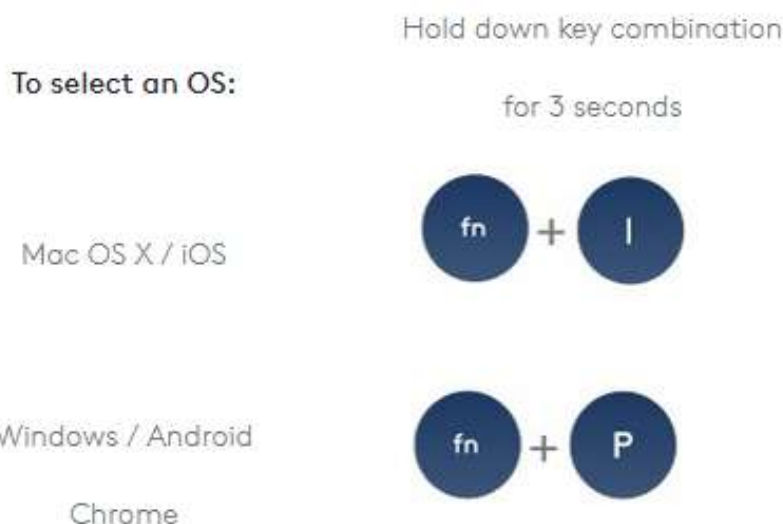 Hold down key combination
To select an OS:
for 3 seconds
Mac OS X / iOS
fn + I
Windows / Android
fn + P
Chrome